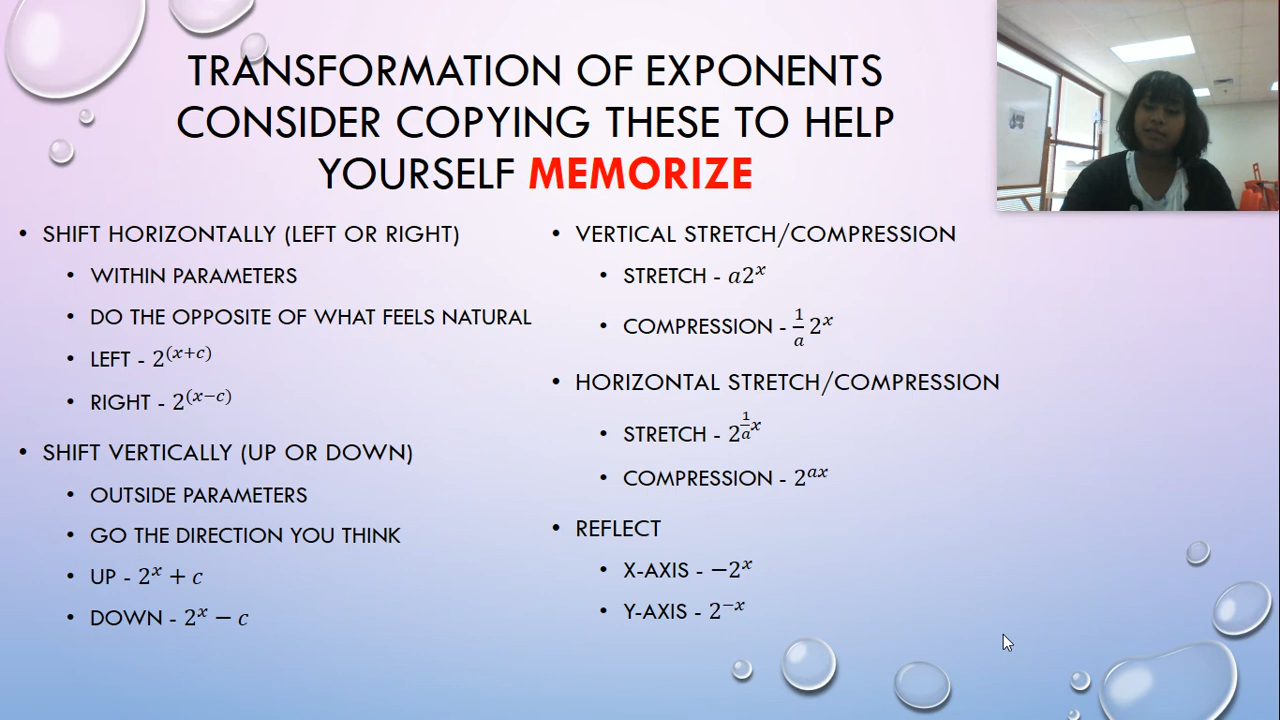 TRANSFORMATION OF EXPONENTS
CONSIDER COPYING THESE TO HELP
YOURSELF MEMORIZE
• SHIFT HORIZONTALLY (LEFT OR RIGHT)
• WITHIN PARAMETERS
• DO THE OPPOSITE OF WHAT FEELS NATURAL
• LEFT - 2^(x+c)
• RIGHT - 2^(x−c)
• SHIFT VERTICALLY (UP OR DOWN)
• OUTSIDE PARAMETERS
• GO THE DIRECTION YOU THINK
• UP - 2^x + c
• DOWN - 2^x − c
• VERTICAL STRETCH/COMPRESSION
• STRETCH - a2^x
• COMPRESSION - 1/a 2^x
• HORIZONTAL STRETCH/COMPRESSION
• STRETCH - 2^(1/a x)
• COMPRESSION - 2^(ax)
• REFLECT
• X-AXIS - −2^x
• Y-AXIS - 2^(−x)